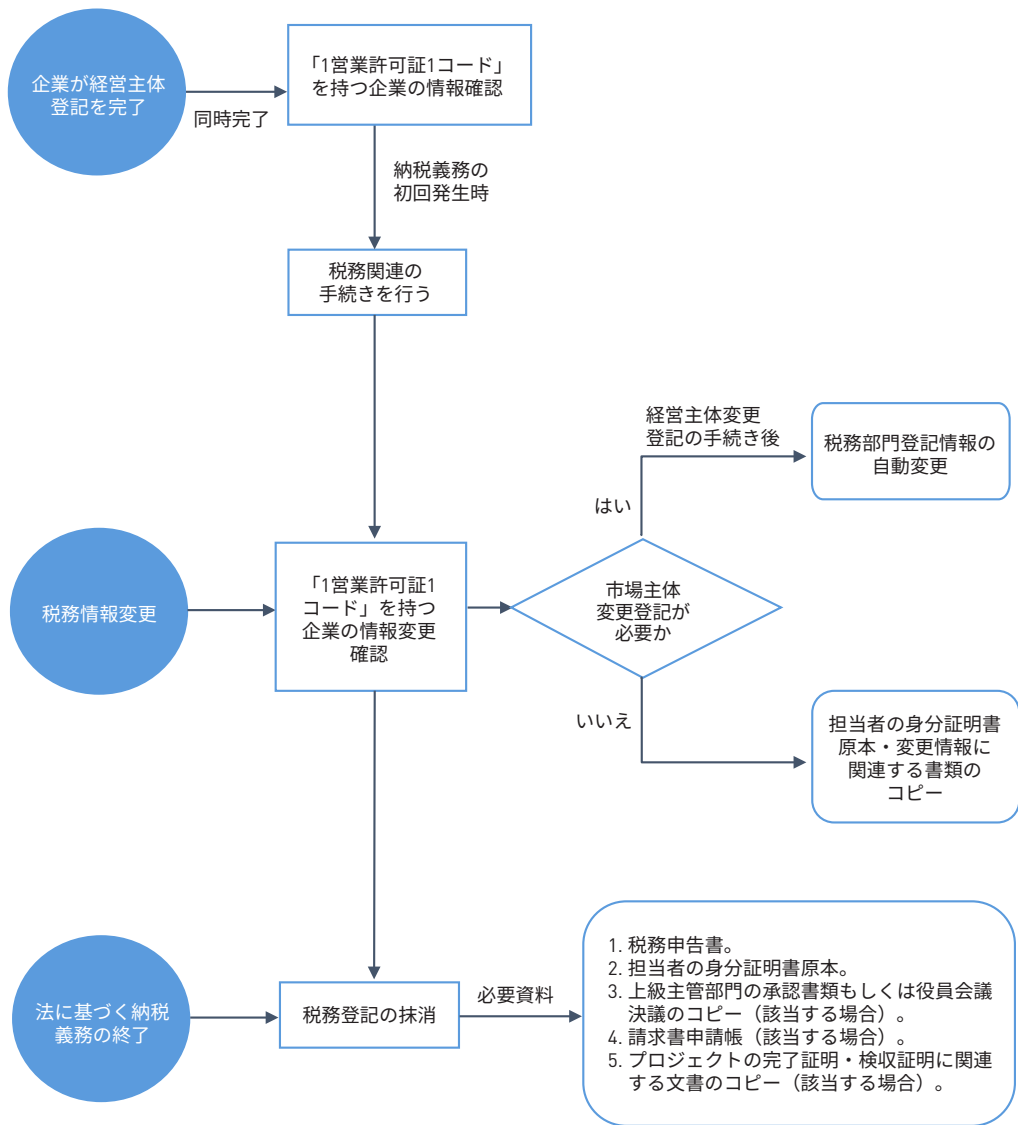 企業が経営主体
登記を完了
同時完了
「1営業許可証1コード」
を持つ企業の情報確認
納税義務の
初回発生時
税務関連の
手続きを行う
経営主体変更
登記の手続き後
税務部門登記情報の
自動変更
はい
税務情報変更
「1営業許可証1
コード」を持つ
企業の情報変更
確認
市場主体
変更登記が
必要か
いいえ
担当者の身分証明書
原本・変更情報に
関連する書類の
コピー
法に基づく納税
義務の終了
税務登記の抹消
必要資料
1. 税務申告書。
2. 担当者の身分証明書原本。
3. 上級主管部門の承認書類もしくは役員会議
決議のコピー（該当する場合）。
4. 請求書申請帳（該当する場合）。
5. プロジェクトの完了証明・検収証明に関連
する文書のコピー（該当する場合）。